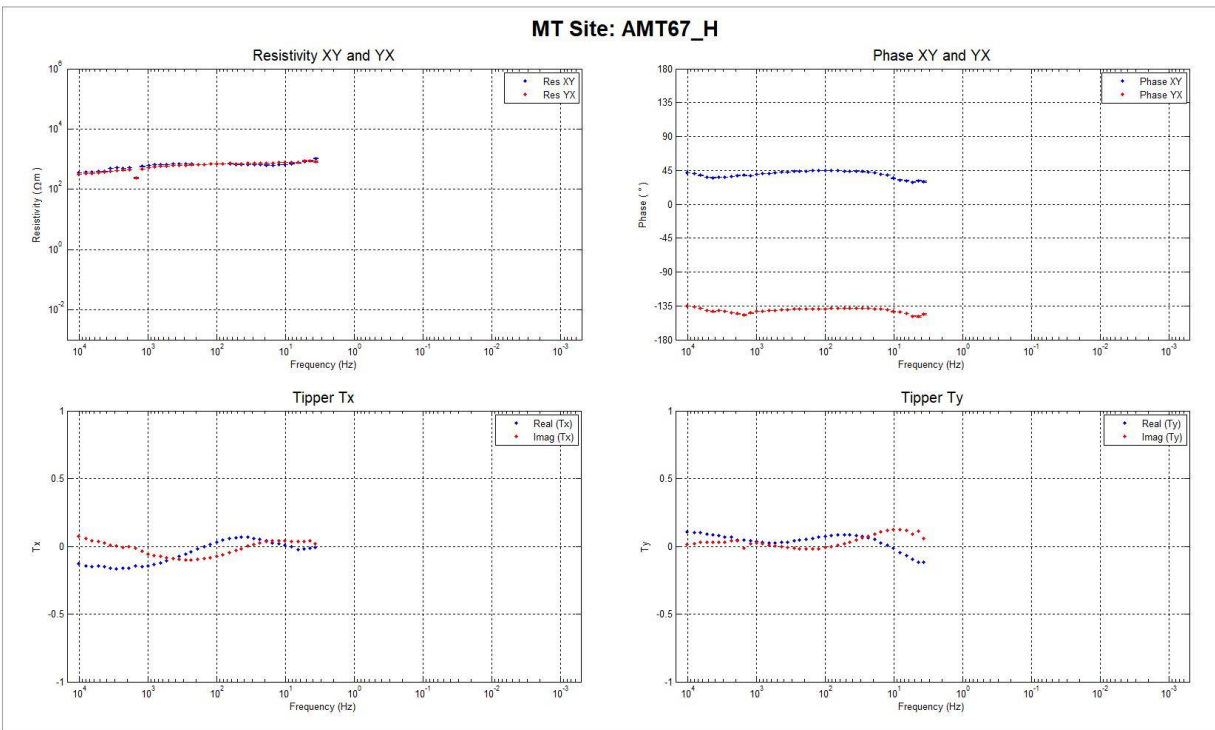 MT Site: AMT67_H
Resistivity XY and YX
10^6
10^4
10^2
10^0
10^-2
Resistivity (Ωm)
Res XY
Res YX
10^4 10^3 10^2 10^1 10^0 10^-1 10^-2 10^-3
Frequency (Hz)
Phase XY and YX
180
135
90
45
0
-45
-90
-135
-180
Phase (°)
Phase XY
Phase YX
10^4 10^3 10^2 10^1 10^0 10^-1 10^-2 10^-3
Frequency (Hz)
Tipper Tx
1
0.5
0
-0.5
-1
Tx
Real (Tx)
Imag (Tx)
10^4 10^3 10^2 10^1 10^0 10^-1 10^-2 10^-3
Frequency (Hz)
Tipper Ty
1
0.5
0
-0.5
-1
Ty
Real (Ty)
Imag (Ty)
10^4 10^3 10^2 10^1 10^0 10^-1 10^-2 10^-3
Frequency (Hz)